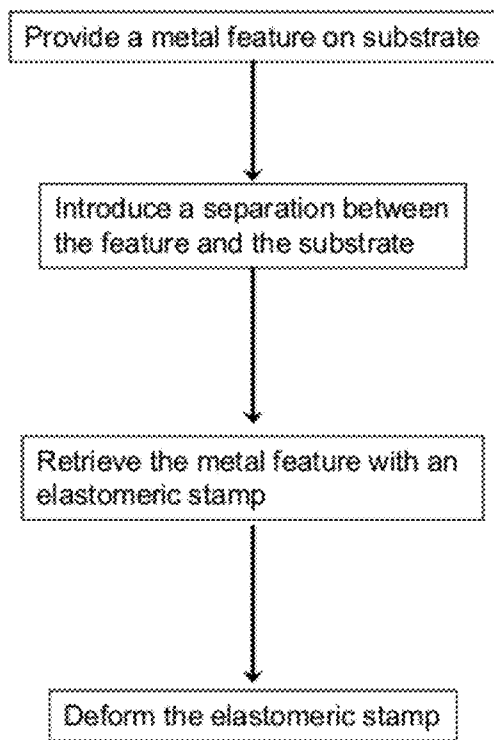 Provide a metal feature on substrate
Introduce a separation between
the feature and the substrate
Retrieve the metal feature with an
elastomeric stamp
Deform the elastomeric stamp